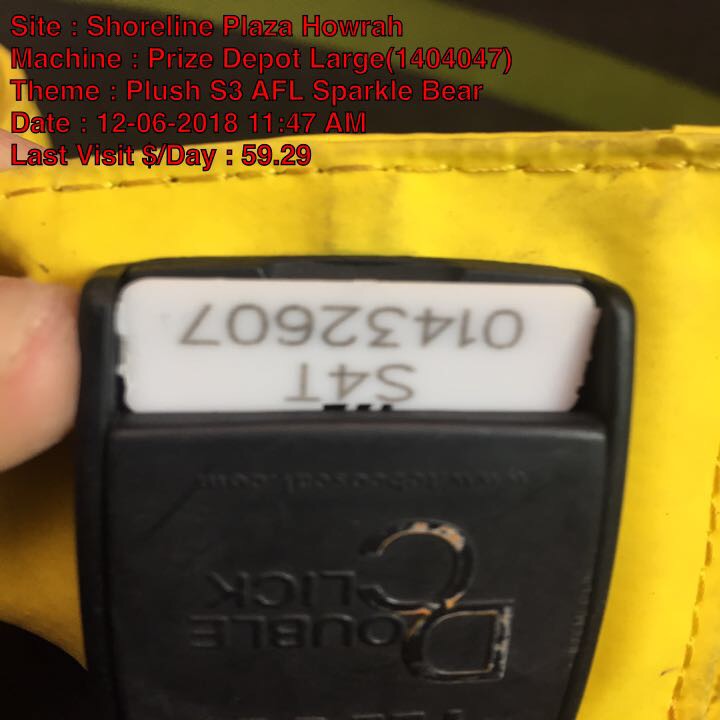 Site : Shoreline Plaza Howrah
Machine : Prize Depot Large(1404047)
Theme : Plush S3 AFL Sparkle Bear
Date : 12-06-2018 11:47 AM
Last Visit $/Day : 59.29
DOUBLE
CLICK
S4T
01432607